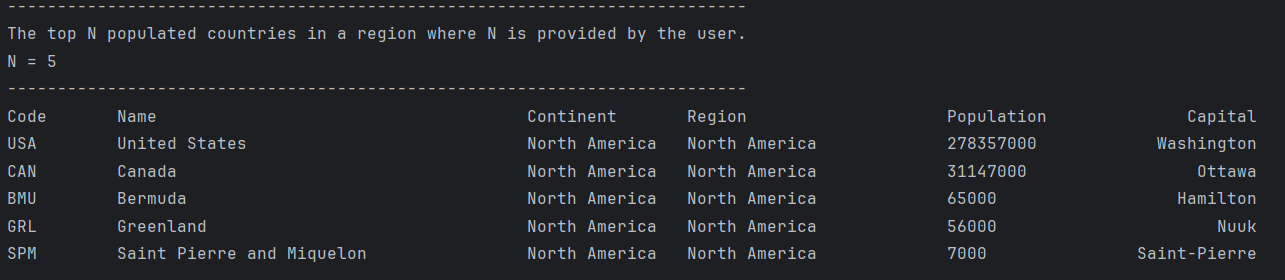 --------------------------------------------------------------------------
The top N populated countries in a region where N is provided by the user.
N = 5
--------------------------------------------------------------------------
Code       Name                                     Continent       Region                    Population              Capital
USA        United States                            North America   North America             278357000            Washington
CAN        Canada                                   North America   North America             31147000                 Ottawa
BMU        Bermuda                                  North America   North America             65000                  Hamilton
GRL        Greenland                                North America   North America             56000                      Nuuk
SPM        Saint Pierre and Miquelon                North America   North America             7000               Saint-Pierre